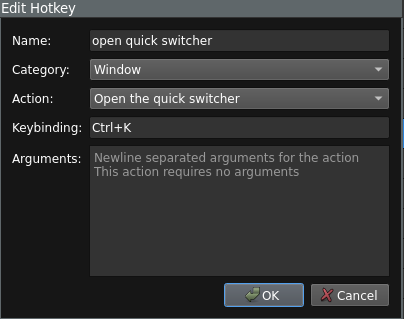 Edit Hotkey
Name: open quick switcher
Category: Window
Action: Open the quick switcher
Keybinding: Ctrl+K
Arguments: Newline separated arguments for the action
This action requires no arguments
OK Cancel